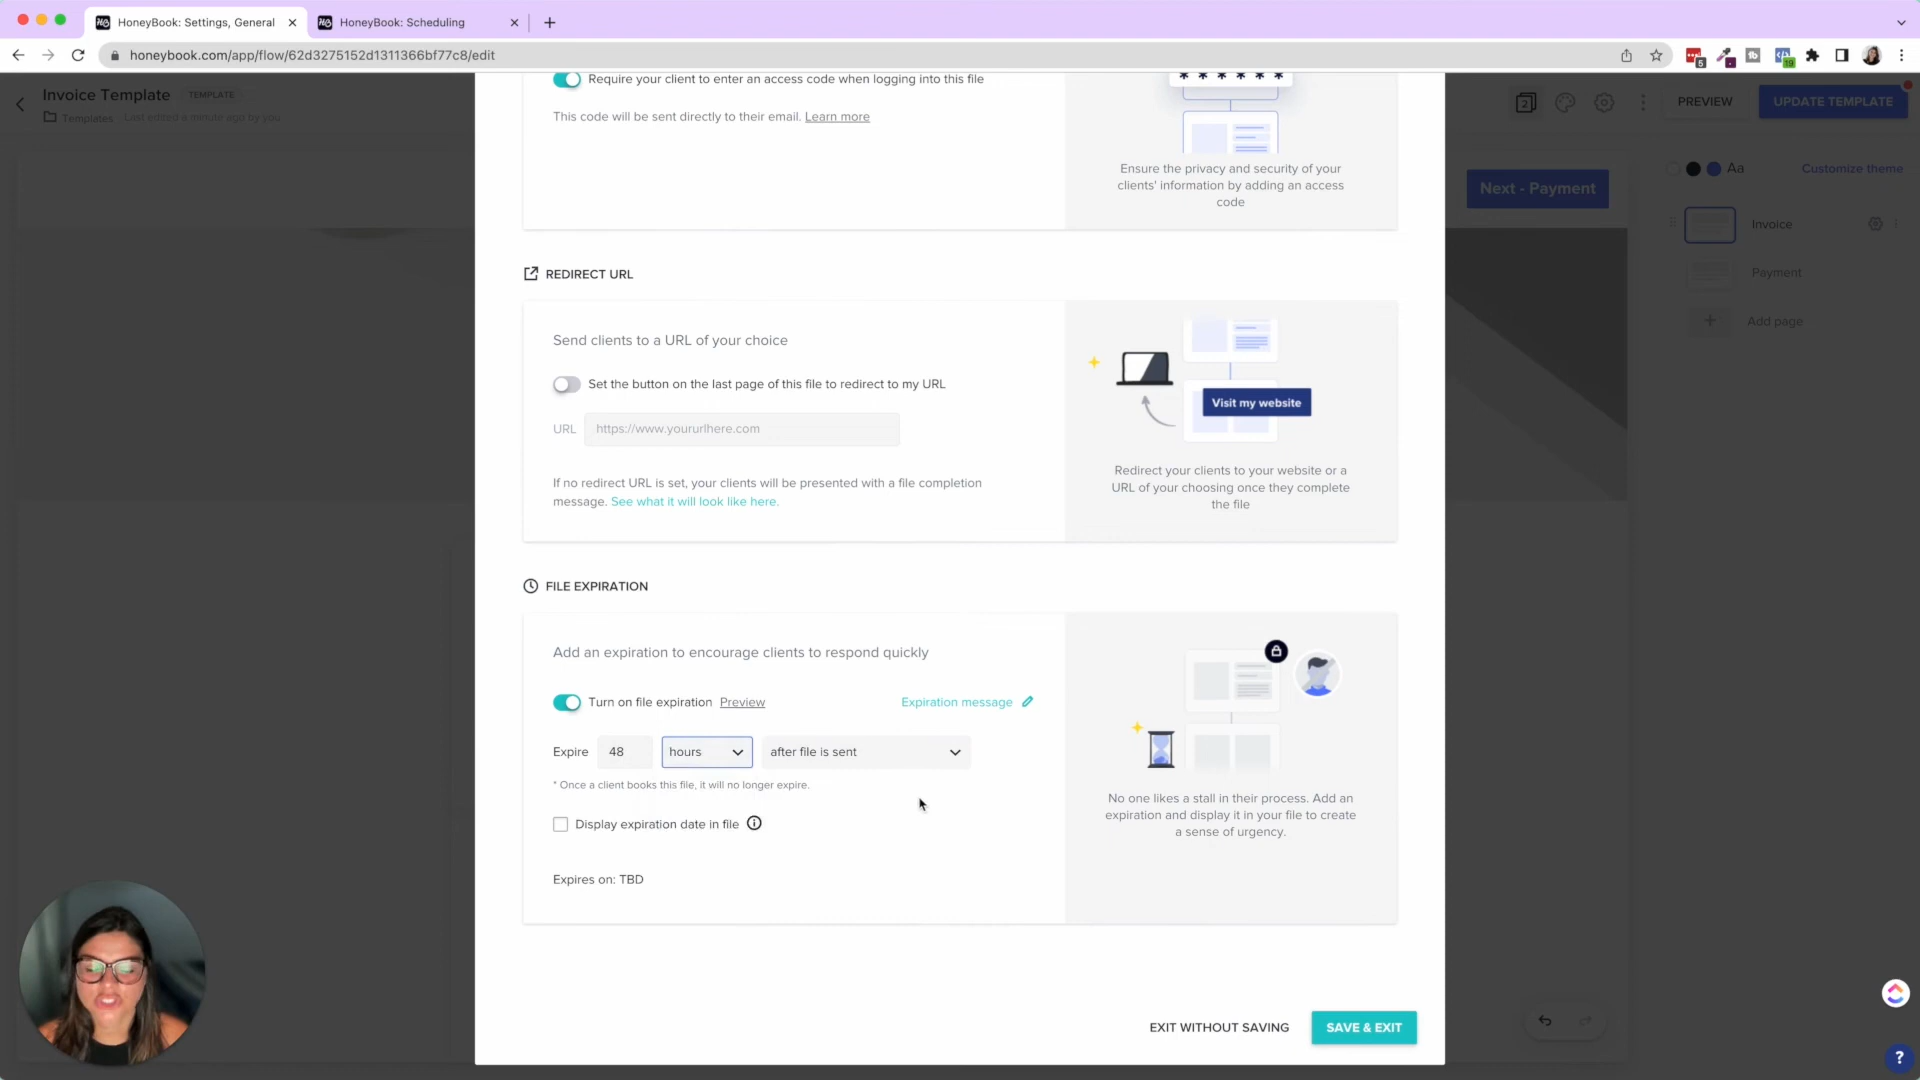 HoneyBook: Settings, General
HoneyBook: Scheduling
honeybook.com/app/flow/62d3275152d1311366bf77c8/edit
5
19
Invoice Template
TEMPLATE
Templates · Last edited a minute ago by you
2
PREVIEW
UPDATE TEMPLATE
Require your client to enter an access code when logging into this file
This code will be sent directly to their email. Learn more
* * * * * *
Ensure the privacy and security of your
clients' information by adding an access
code
Next - Payment
Aa
Customize theme
Invoice
Payment
Add page
REDIRECT URL
Send clients to a URL of your choice
Set the button on the last page of this file to redirect to my URL
URL
https://www.yoururlhere.com
If no redirect URL is set, your clients will be presented with a file completion
message. See what it will look like here.
Visit my website
Redirect your clients to your website or a
URL of your choosing once they complete
the file
FILE EXPIRATION
Add an expiration to encourage clients to respond quickly
Turn on file expiration Preview
Expiration message
Expire 48 hours after file is sent
* Once a client books this file, it will no longer expire.
Display expiration date in file
Expires on: TBD
No one likes a stall in their process. Add an
expiration and display it in your file to create
a sense of urgency.
EXIT WITHOUT SAVING
SAVE & EXIT
?